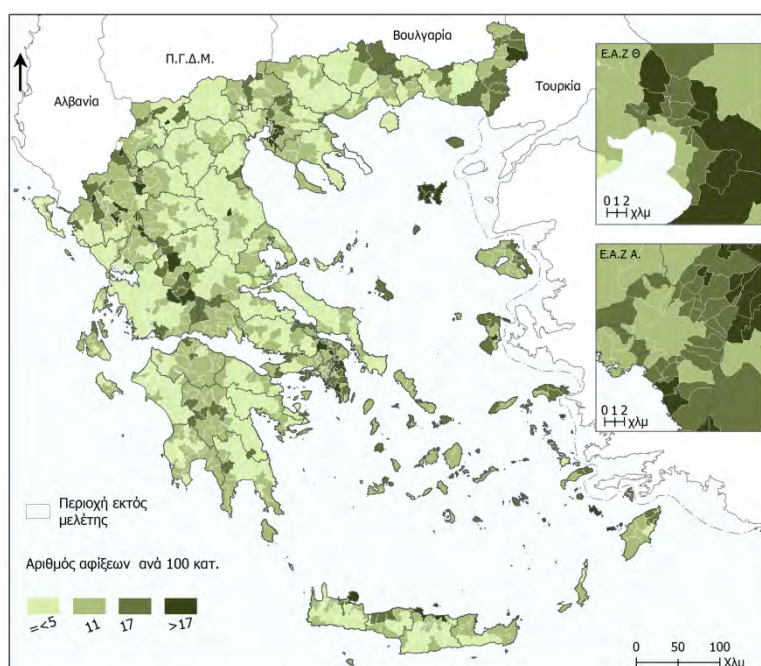 Βουλγαρία
Π.Γ.Δ.Μ.
Αλβανία
Τουρκία
Ε.Α.Ζ Θ
0 1 2
χλμ
Ε.Α.Ζ Α.
0 1 2
χλμ
Περιοχή εκτός
μελέτης
Αριθμός αφίξεων ανά 100 κατ.
=<5 11 17 >17
0 50 100
Χλμ